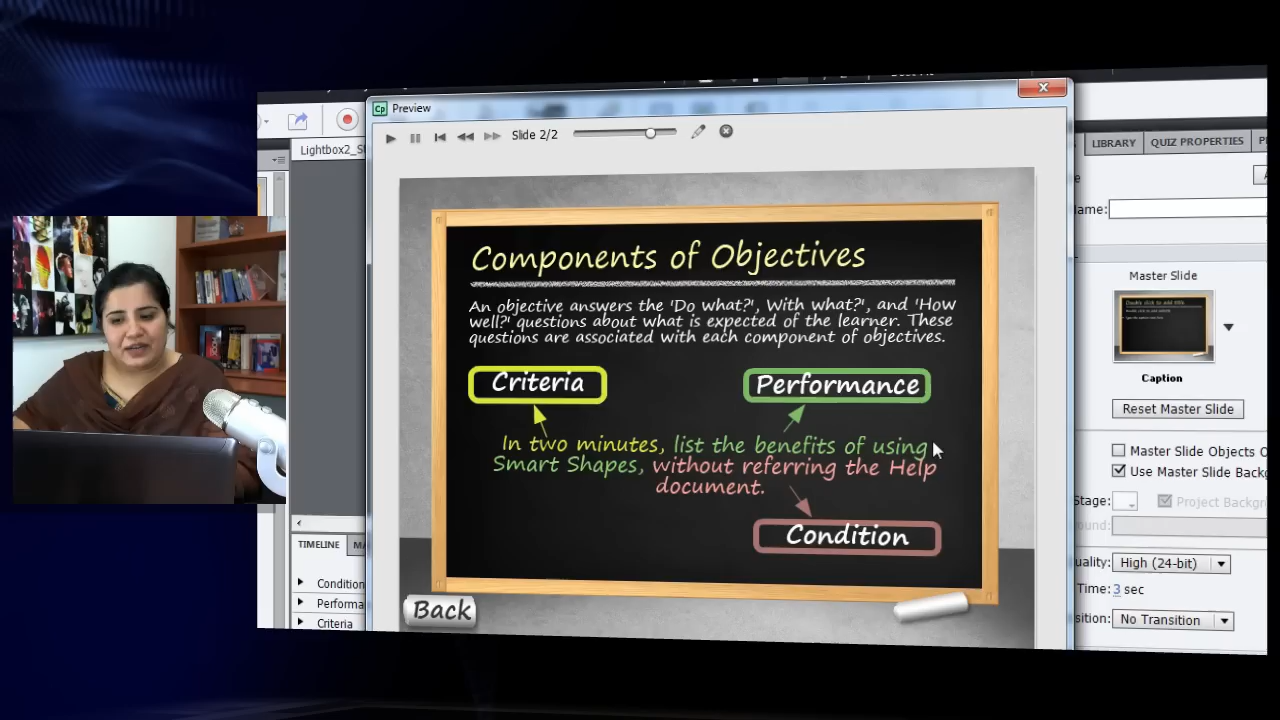 Cp Preview
Slide 2/2
Lightbox2_S
LIBRARY
QUIZ PROPERTIES
Name:
Master Slide
Caption
Reset Master Slide
Master Slide Objects O
Use Master Slide Backg
Stage:
Project Backgr
High (24-bit)
Time: 3 sec
No Transition
Components of Objectives
An objective answers the 'Do what?', With what?', and 'How
well?' questions about what is expected of the learner. These
questions are associated with each component of objectives.
Criteria
Performance
In two minutes, list the benefits of using
Smart Shapes, without referring the Help
document.
Condition
Back
TIMELINE
Condition
Performa
Criteria